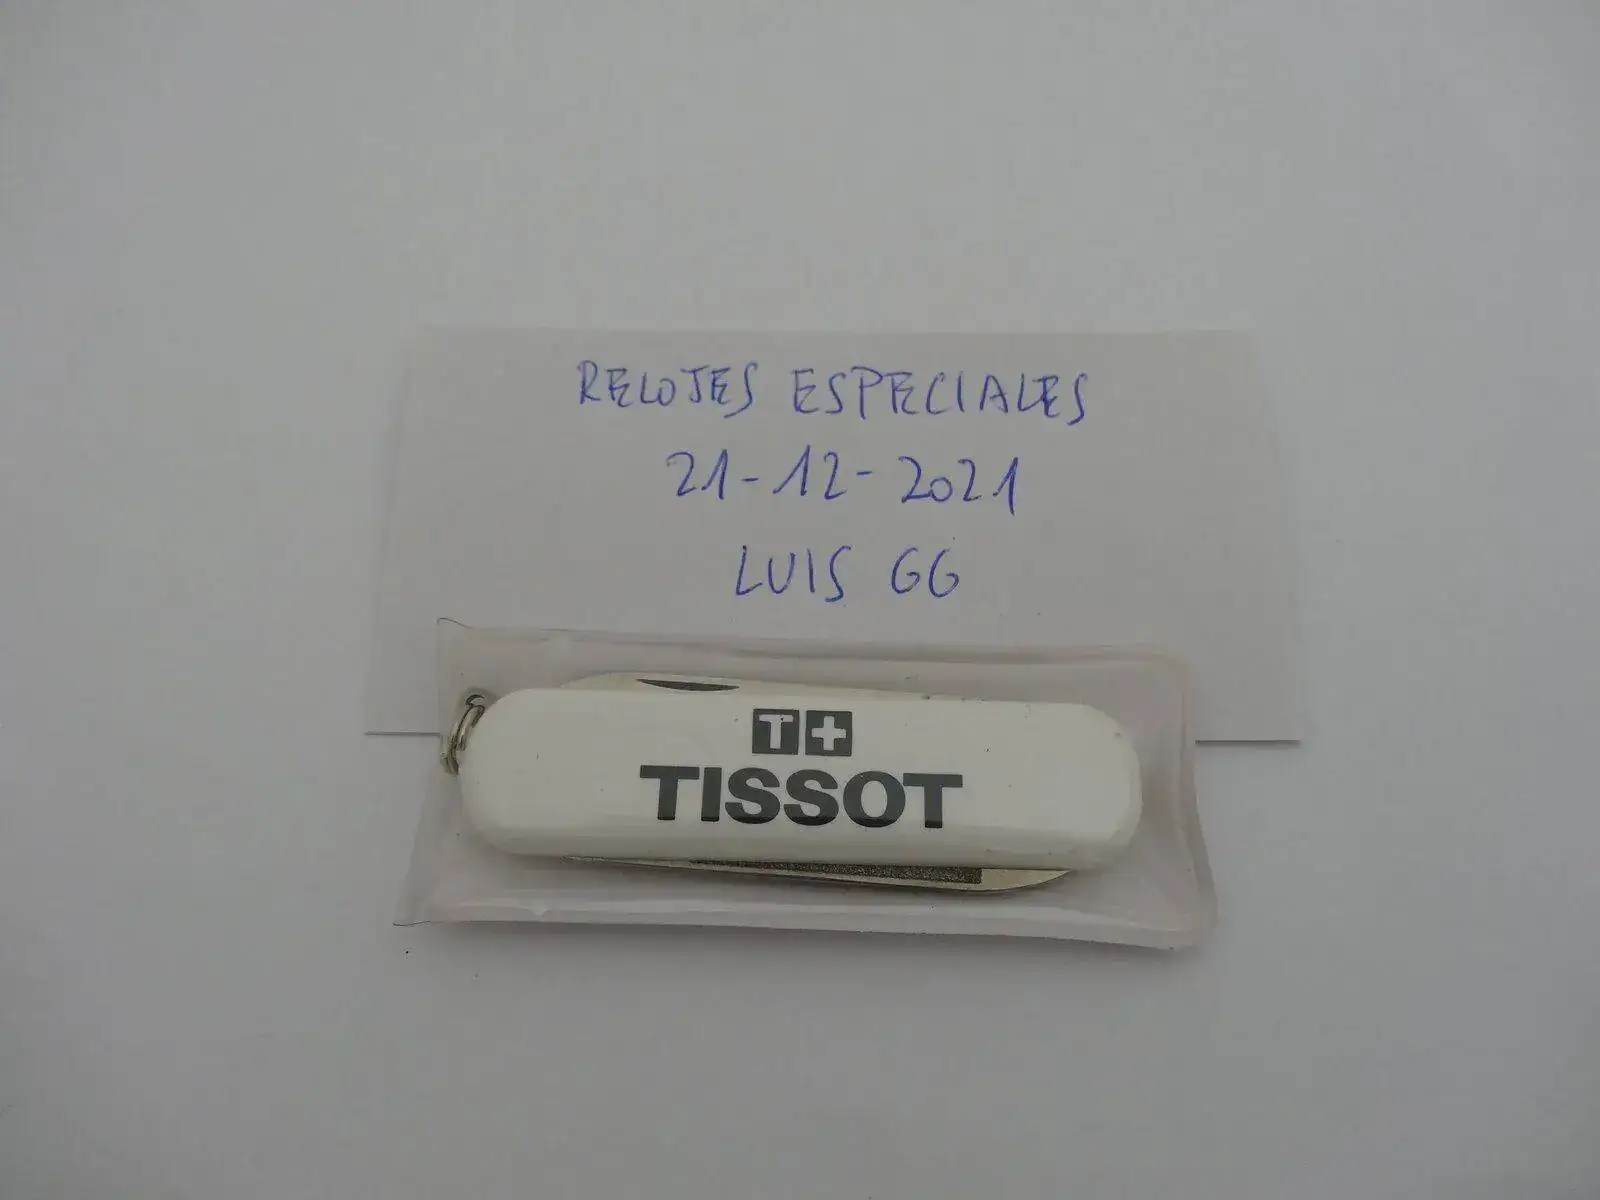 RELOJES ESPECIALES
21-12-2021
LUIS GG
T+
TISSOT